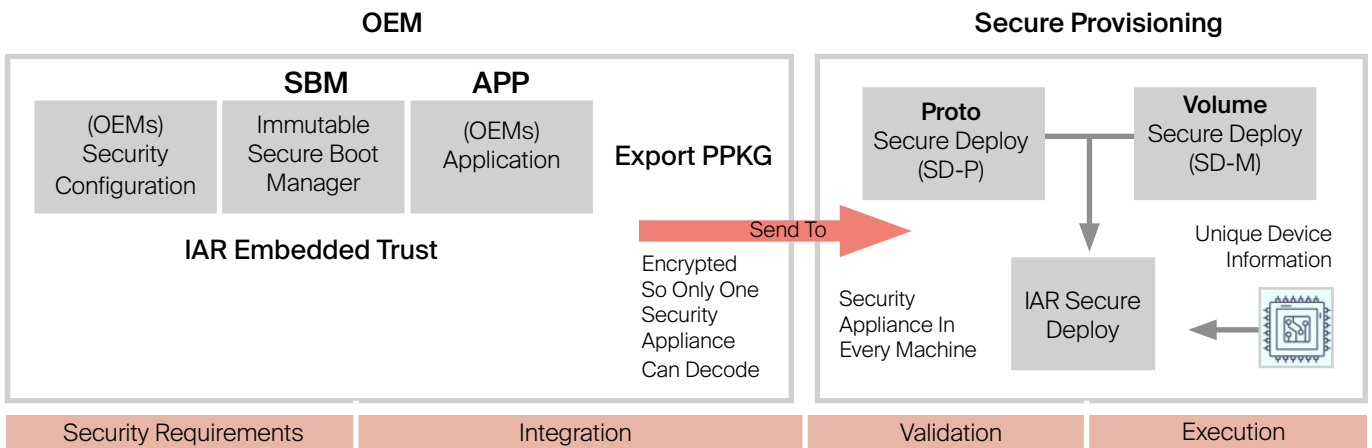 OEM
Secure Provisioning
SBM
APP
(OEMs)
Security
Configuration
Immutable
Secure Boot
Manager
(OEMs)
Application
IAR Embedded Trust
Export PPKG
Send To
Encrypted
So Only One
Security
Appliance
Can Decode
Proto
Secure Deploy
(SD-P)
Volume
Secure Deploy
(SD-M)
Unique Device
Information
Security
Appliance In
Every Machine
IAR Secure
Deploy
Security Requirements
Integration
Validation
Execution